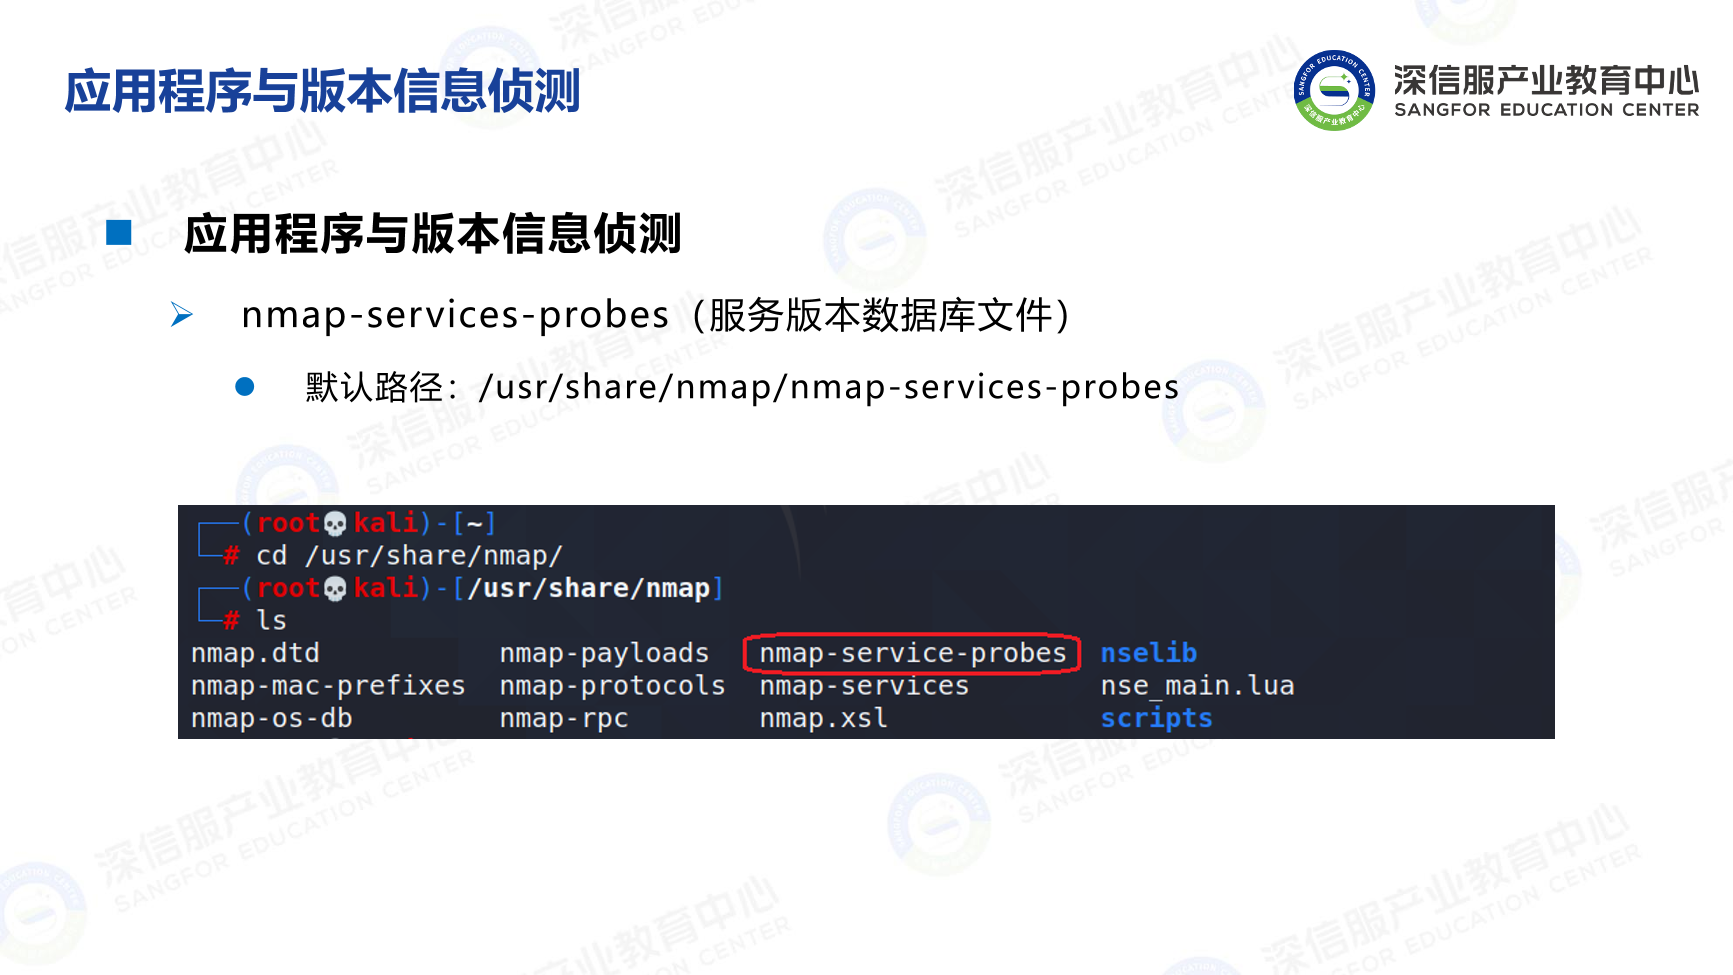 应用程序与版本信息侦测
深信服产业教育中心
SANGFOR EDUCATION CENTER
应用程序与版本信息侦测
nmap-services-probes（服务版本数据库文件）
默认路径：/usr/share/nmap/nmap-services-probes
(root💀kali)-[~]
# cd /usr/share/nmap/
(root💀kali)-[/usr/share/nmap]
# ls
nmap.dtd nmap-payloads nmap-service-probes nselib
nmap-mac-prefixes nmap-protocols nmap-services nse_main.lua
nmap-os-db nmap-rpc nmap.xsl scripts